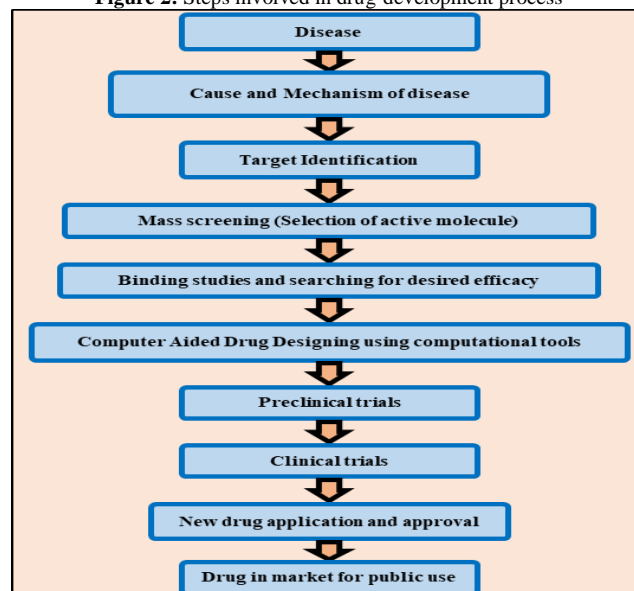 Figure 2: Steps involved in drug development process
Disease
Cause and Mechanism of disease
Target Identification
Mass screening (Selection of active molecule)
Binding studies and searching for desired efficacy
Computer Aided Drug Designing using computational tools
Preclinical trials
Clinical trials
New drug application and approval
Drug in market for public use